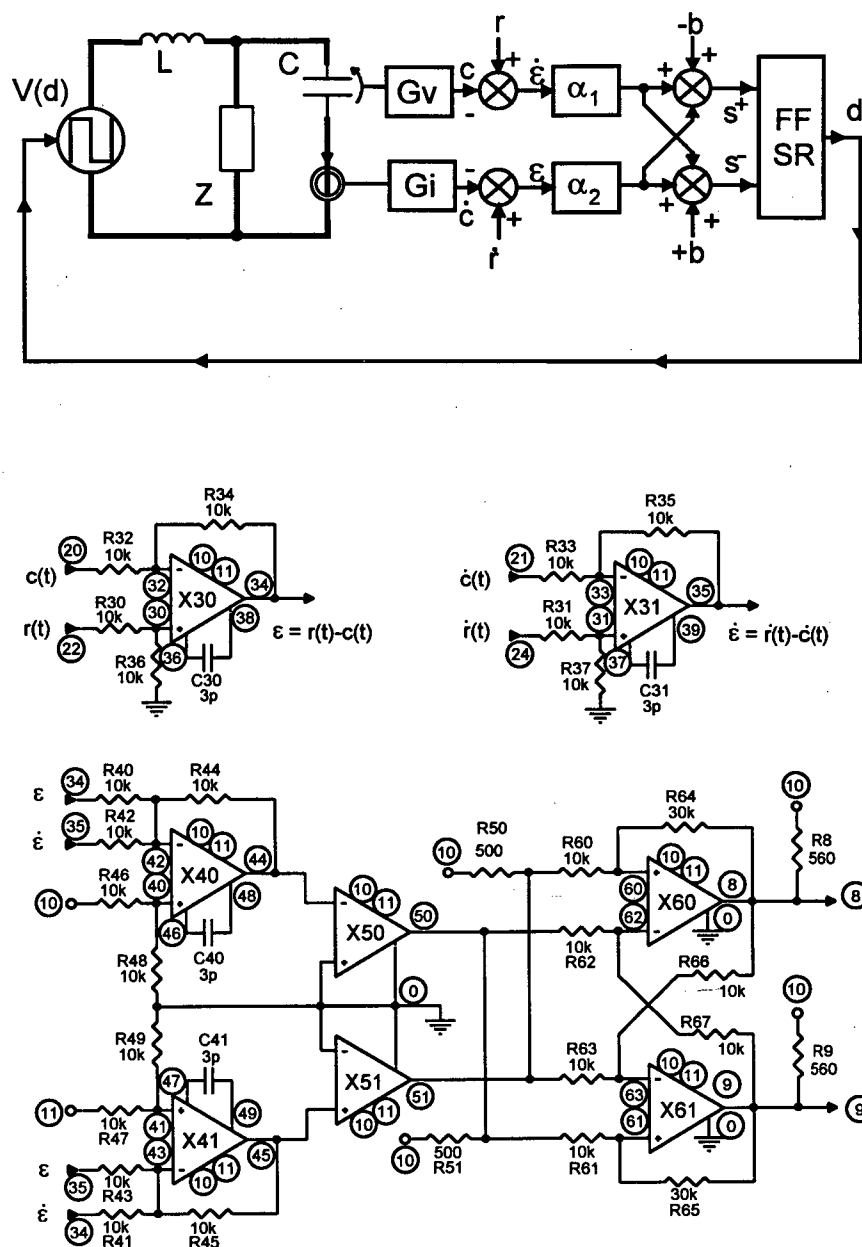 r
-b
L
C
c
+
ε̇
+
+
V(d)
Gv
α₁
s⁺
FF
SR
d
-
Z
-
ε
s⁻
Gi
ċ
+
α₂
+
+
ṙ
+b
R34
10k
R35
10k
20
R32
10k
10
11
34
21
R33
10k
10
11
35
c(t)
32
-
ċ(t)
33
-
R30
10k
30
X30
38
R31
10k
31
X31
39
r(t)
+
ε = r(t)-c(t)
ṙ(t)
+
ε̇ = ṙ(t)-ċ(t)
22
R36
10k
36
C30
3p
24
R37
10k
37
C31
3p
34
R40
10k
R44
10k
ε
35
R42
10k
ε̇
10
R64
30k
10
11
R50
500
R60
10k
R8
560
42
-
44
10
10
11
R46
10k
40
X40
48
10
11
60
+
8
8
10
+
-
50
X60
46
C40
3p
X50
62
-
0
R48
10k
+
10k
R62
R66
10k
0
10
R49
10k
C41
3p
R67
10k
-
R63
10k
10
11
R9
560
47
X51
51
63
-
9
11
+
49
+
X61
9
10k
R47
41
X41
10
11
61
+
0
43
-
45
10
500
R51
10k
R61
ε
10k
R43
10
11
35
30k
R65
ε̇
10k
R41
10k
R45
34